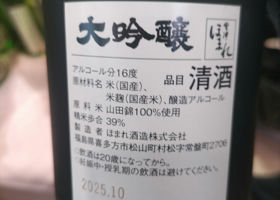 會津
ほまれ
大吟醸
アルコール分16度
品目 清酒
原材料名 米(国産)、
米麹(国産米)、醸造アルコール
原料米 山田錦100%使用
精米歩合 39%
製造者 ほまれ酒造株式会社
福島県喜多方市松山町村松字常盤町2706
○飲酒は20歳になってから。
○妊娠中・授乳期の飲酒は避けてください。
2025.10